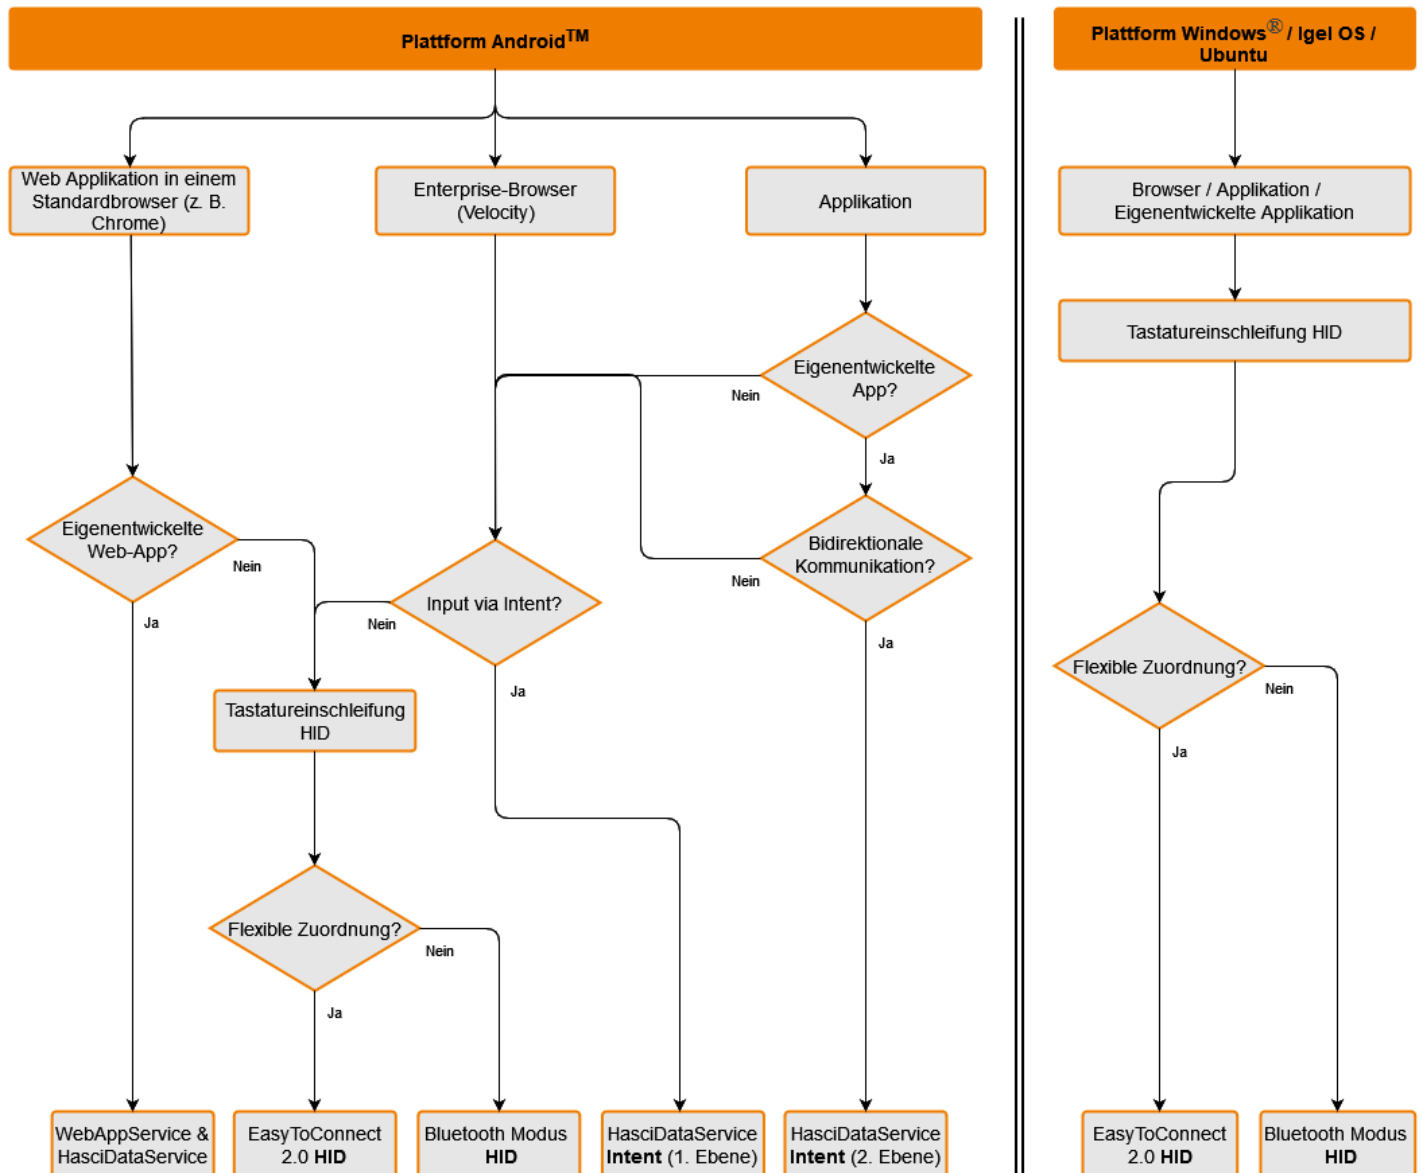 Plattform Android™
Plattform Windows® / Igel OS /
Ubuntu
Web Applikation in einem
Standardbrowser (z. B.
Chrome)
Enterprise-Browser
(Velocity)
Applikation
Browser / Applikation /
Eigenentwickelte Applikation
Tastatureinschleifung HID
Eigenentwickelte
App?
Nein
Ja
Eigenentwickelte
Web-App?
Nein
Ja
Bidirektionale
Kommunikation?
Nein
Ja
Input via Intent?
Nein
Ja
Flexible Zuordnung?
Nein
Ja
Tastatureinschleifung
HID
Flexible Zuordnung?
Nein
Ja
WebAppService &
HasciDataService
EasyToConnect
2.0 HID
Bluetooth Modus
HID
HasciDataService
Intent (1. Ebene)
HasciDataService
Intent (2. Ebene)
EasyToConnect
2.0 HID
Bluetooth Modus
HID